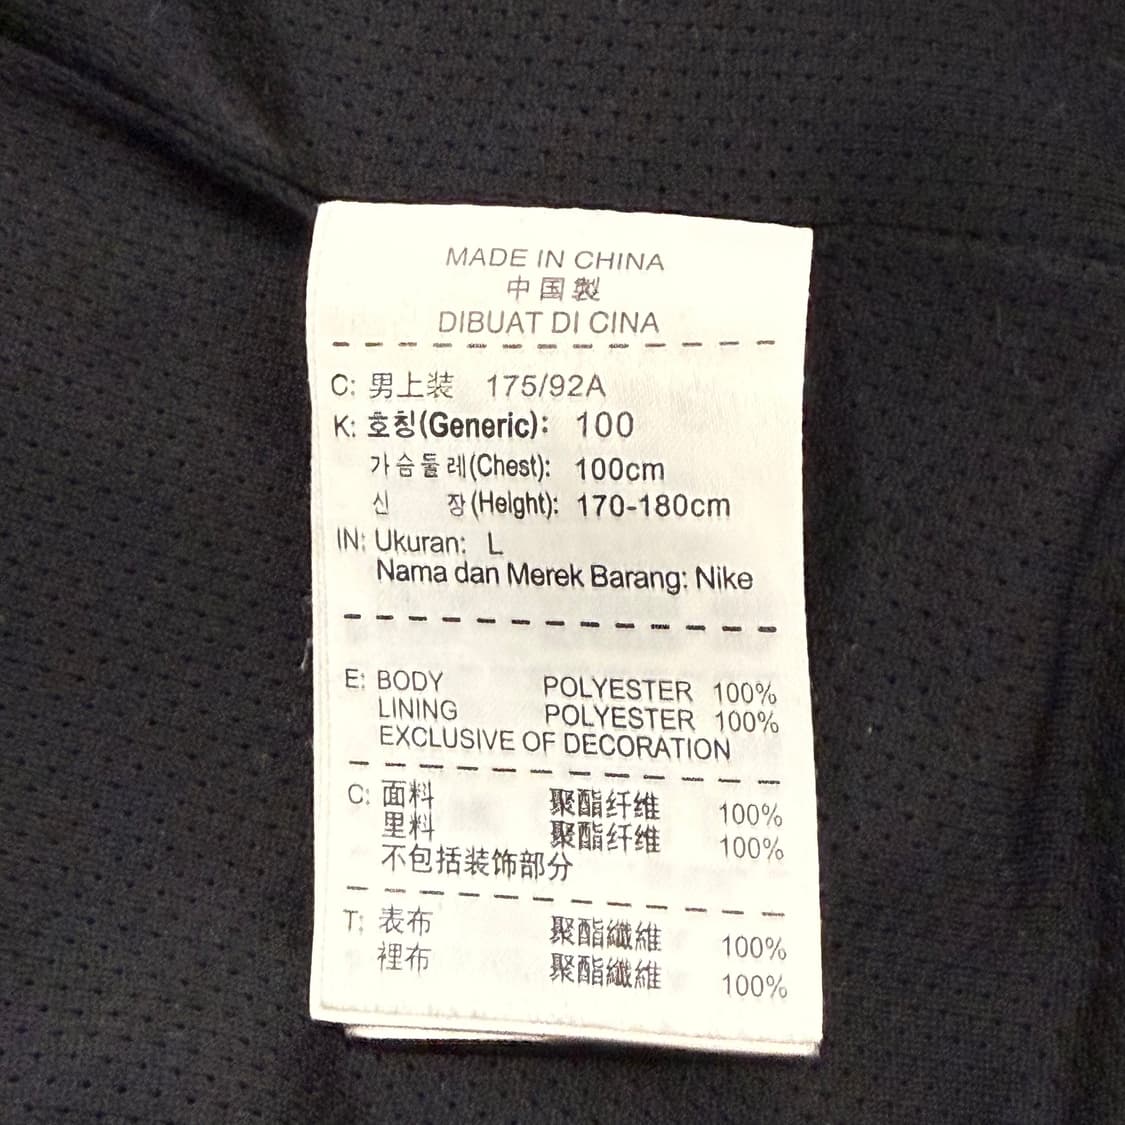 MADE IN CHINA
中国製
DIBUAT DI CINA
C: 男上装 175/92A
K: 호칭(Generic): 100
가슴둘레(Chest): 100cm
신 장(Height): 170-180cm
IN: Ukuran: L
Nama dan Merek Barang: Nike
E: BODY POLYESTER 100%
LINING POLYESTER 100%
EXCLUSIVE OF DECORATION
C: 面料 聚酯纤维 100%
里料 聚酯纤维 100%
不包括装饰部分
T: 表布 聚酯纖維 100%
裡布 聚酯纖維 100%